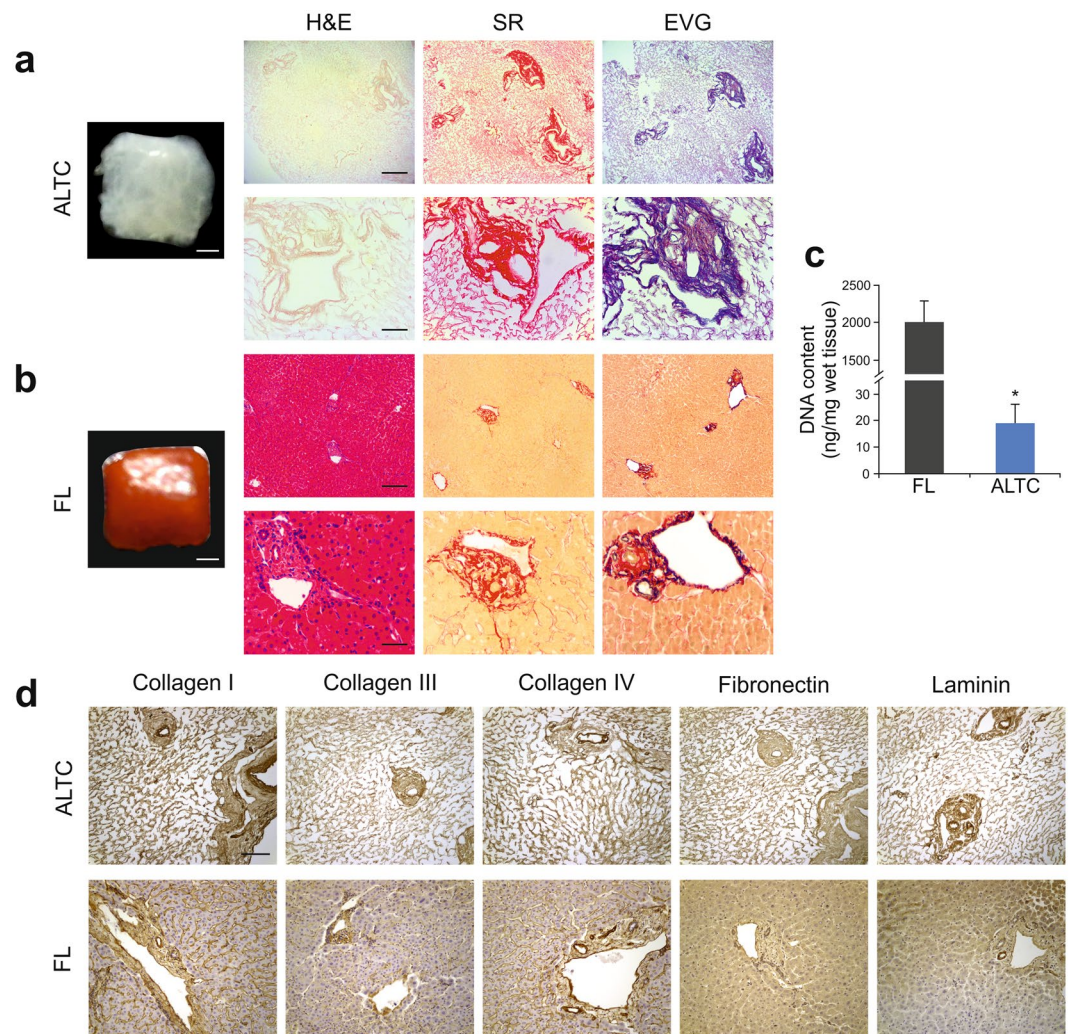 H&E SR EVG
a
ALTC
b
FL
c
DNA content
(ng/mg wet tissue)
2500
2000
1500
30
20
10
0
*
FL ALTC
d
Collagen I Collagen III Collagen IV Fibronectin Laminin
ALTC
FL